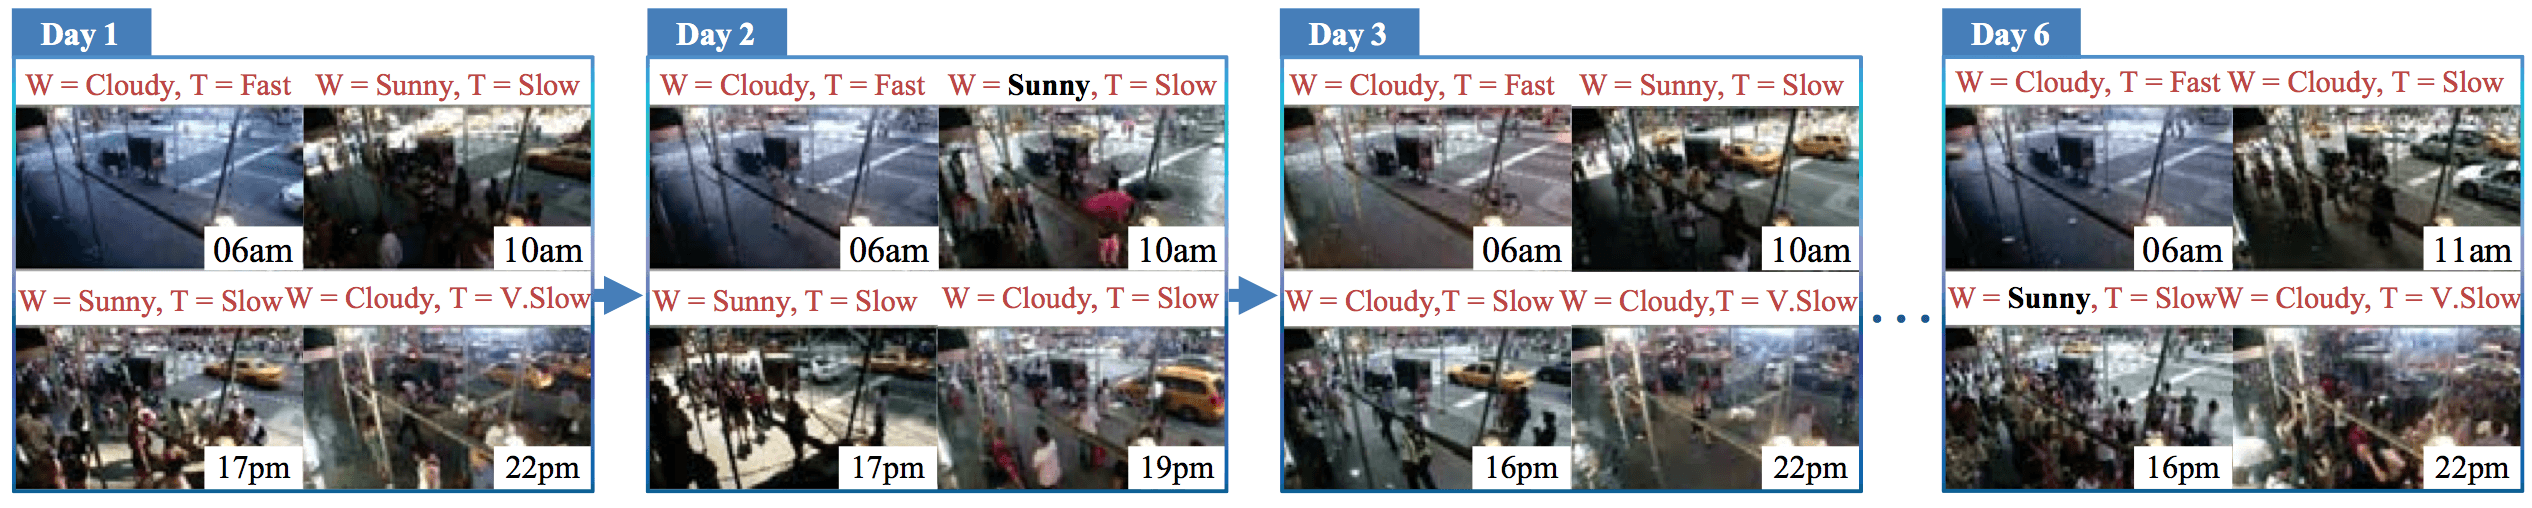 Day 1
W = Cloudy, T = Fast W = Sunny, T = Slow
06am 10am
W = Sunny, T = Slow W = Cloudy, T = V.Slow
17pm 22pm
Day 2
W = Cloudy, T = Fast W = Sunny, T = Slow
06am 10am
W = Sunny, T = Slow W = Cloudy, T = Slow
17pm 19pm
Day 3
W = Cloudy, T = Fast W = Sunny, T = Slow
06am 10am
W = Cloudy,T = Slow W = Cloudy,T = V.Slow
16pm 22pm
. . .
Day 6
W = Cloudy, T = Fast W = Cloudy, T = Slow
06am 11am
W = Sunny, T = Slow W = Cloudy, T = V.Slow
16pm 22pm